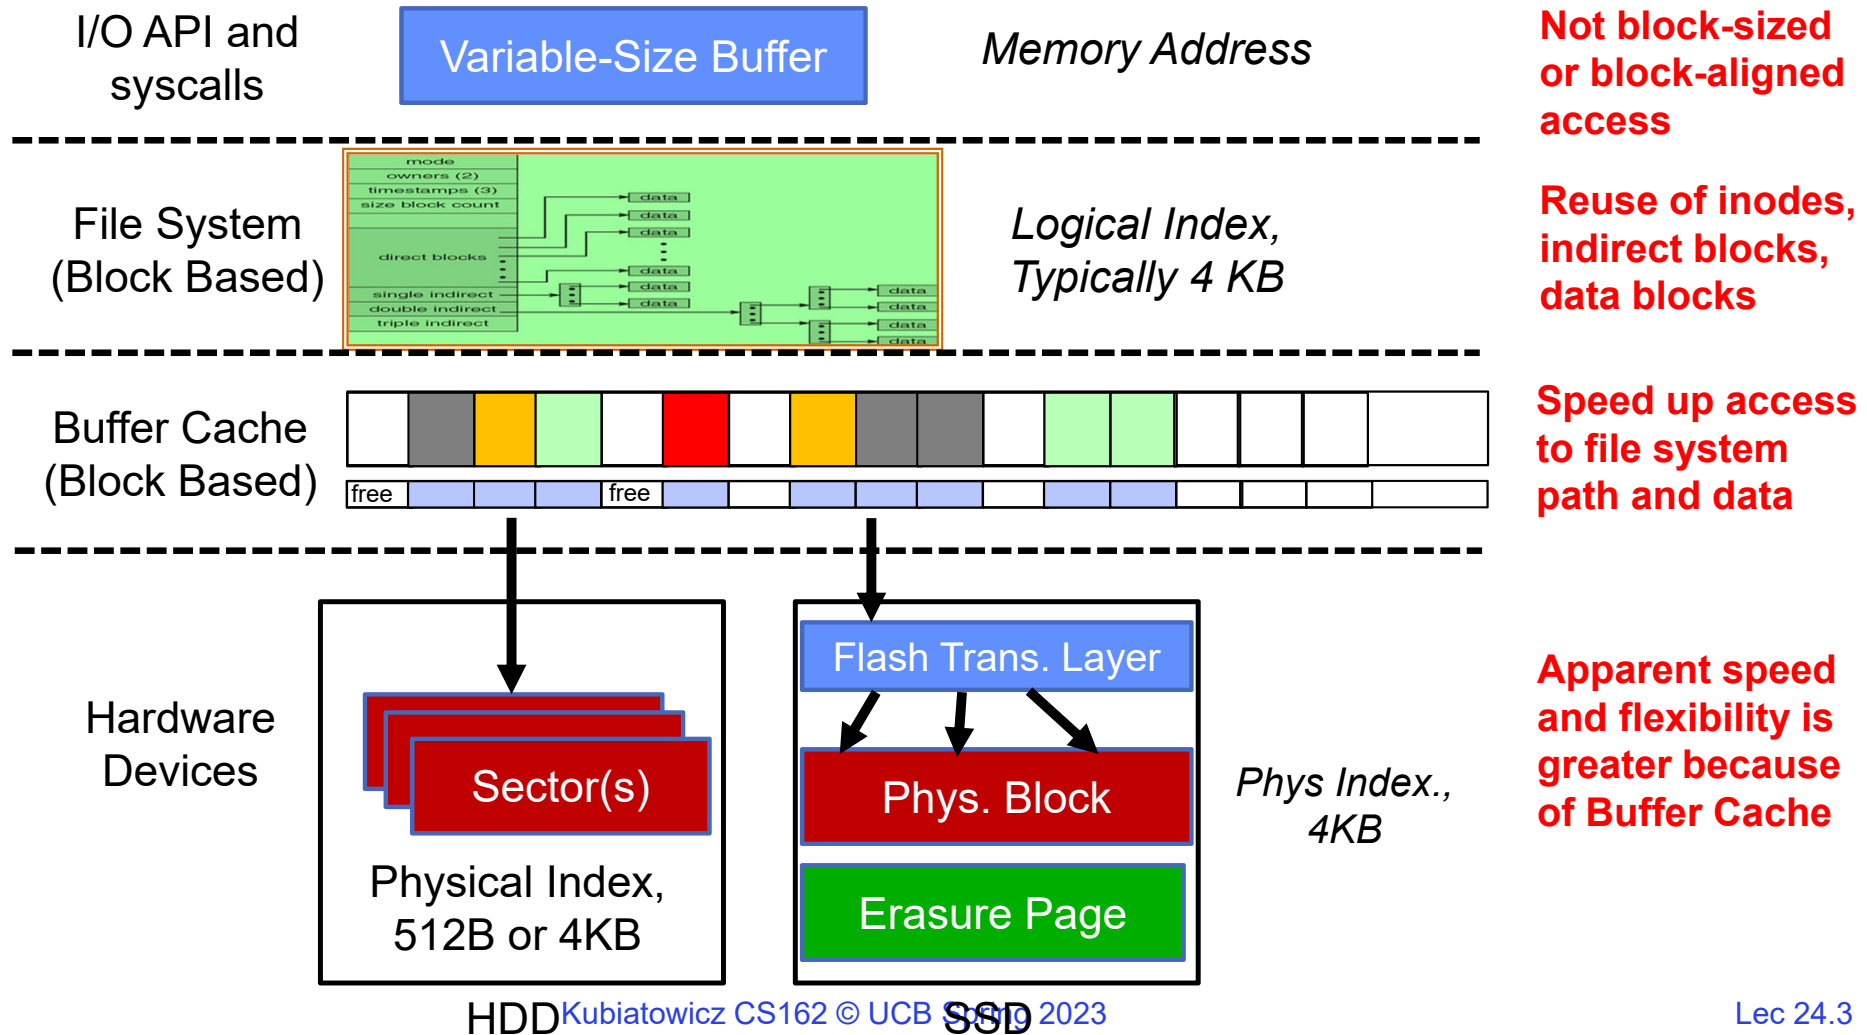 I/O API and
syscalls
Variable-Size Buffer
Memory Address
Not block-sized
or block-aligned
access
File System
(Block Based)
mode
owners (2)
timestamps (3)
size block count
direct blocks
single indirect
double indirect
triple indirect
data
data
data
data
data
data
data
data
data
data
Logical Index,
Typically 4 KB
Reuse of inodes,
indirect blocks,
data blocks
Buffer Cache
(Block Based)
free
free
Speed up access
to file system
path and data
Hardware
Devices
Sector(s)
Physical Index,
512B or 4KB
HDD
Flash Trans. Layer
Phys. Block
Erasure Page
SSD
Phys Index.,
4KB
Apparent speed
and flexibility is
greater because
of Buffer Cache
Kubiatowicz CS162 © UCB Spring 2023
Lec 24.3